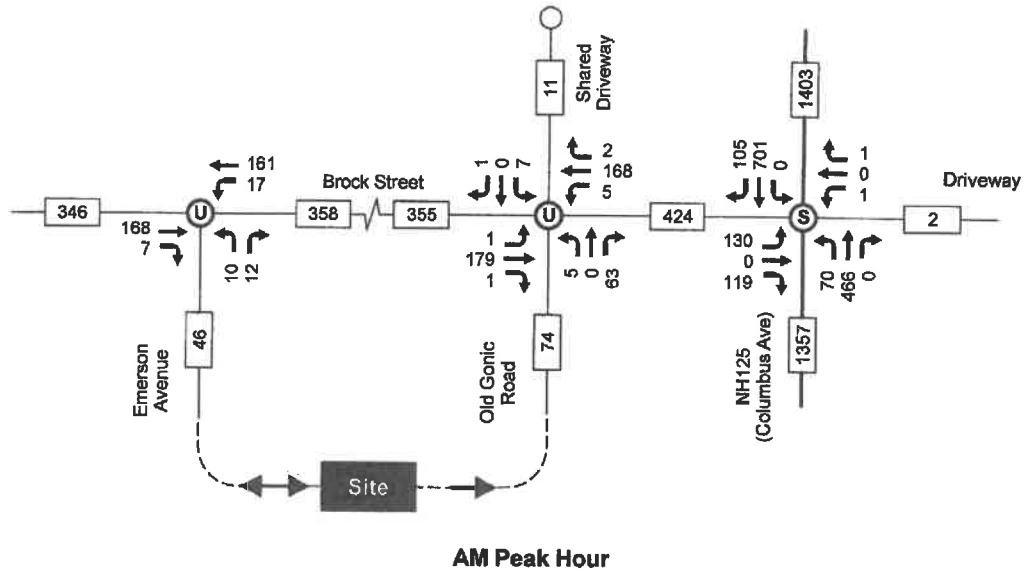 11
Shared
Driveway
1403
2
168
5
1 0 7
105 701 0
1
0
1
Driveway
161
17
Brock Street
346
U
358
355
U
424
S
2
168
7
10 12
1
179
1
5 0 63
130
0
119
70 466 0
46
Emerson
Avenue
74
Old Gonic
Road
1357
NH125
(Columbus Ave)
Site
AM Peak Hour